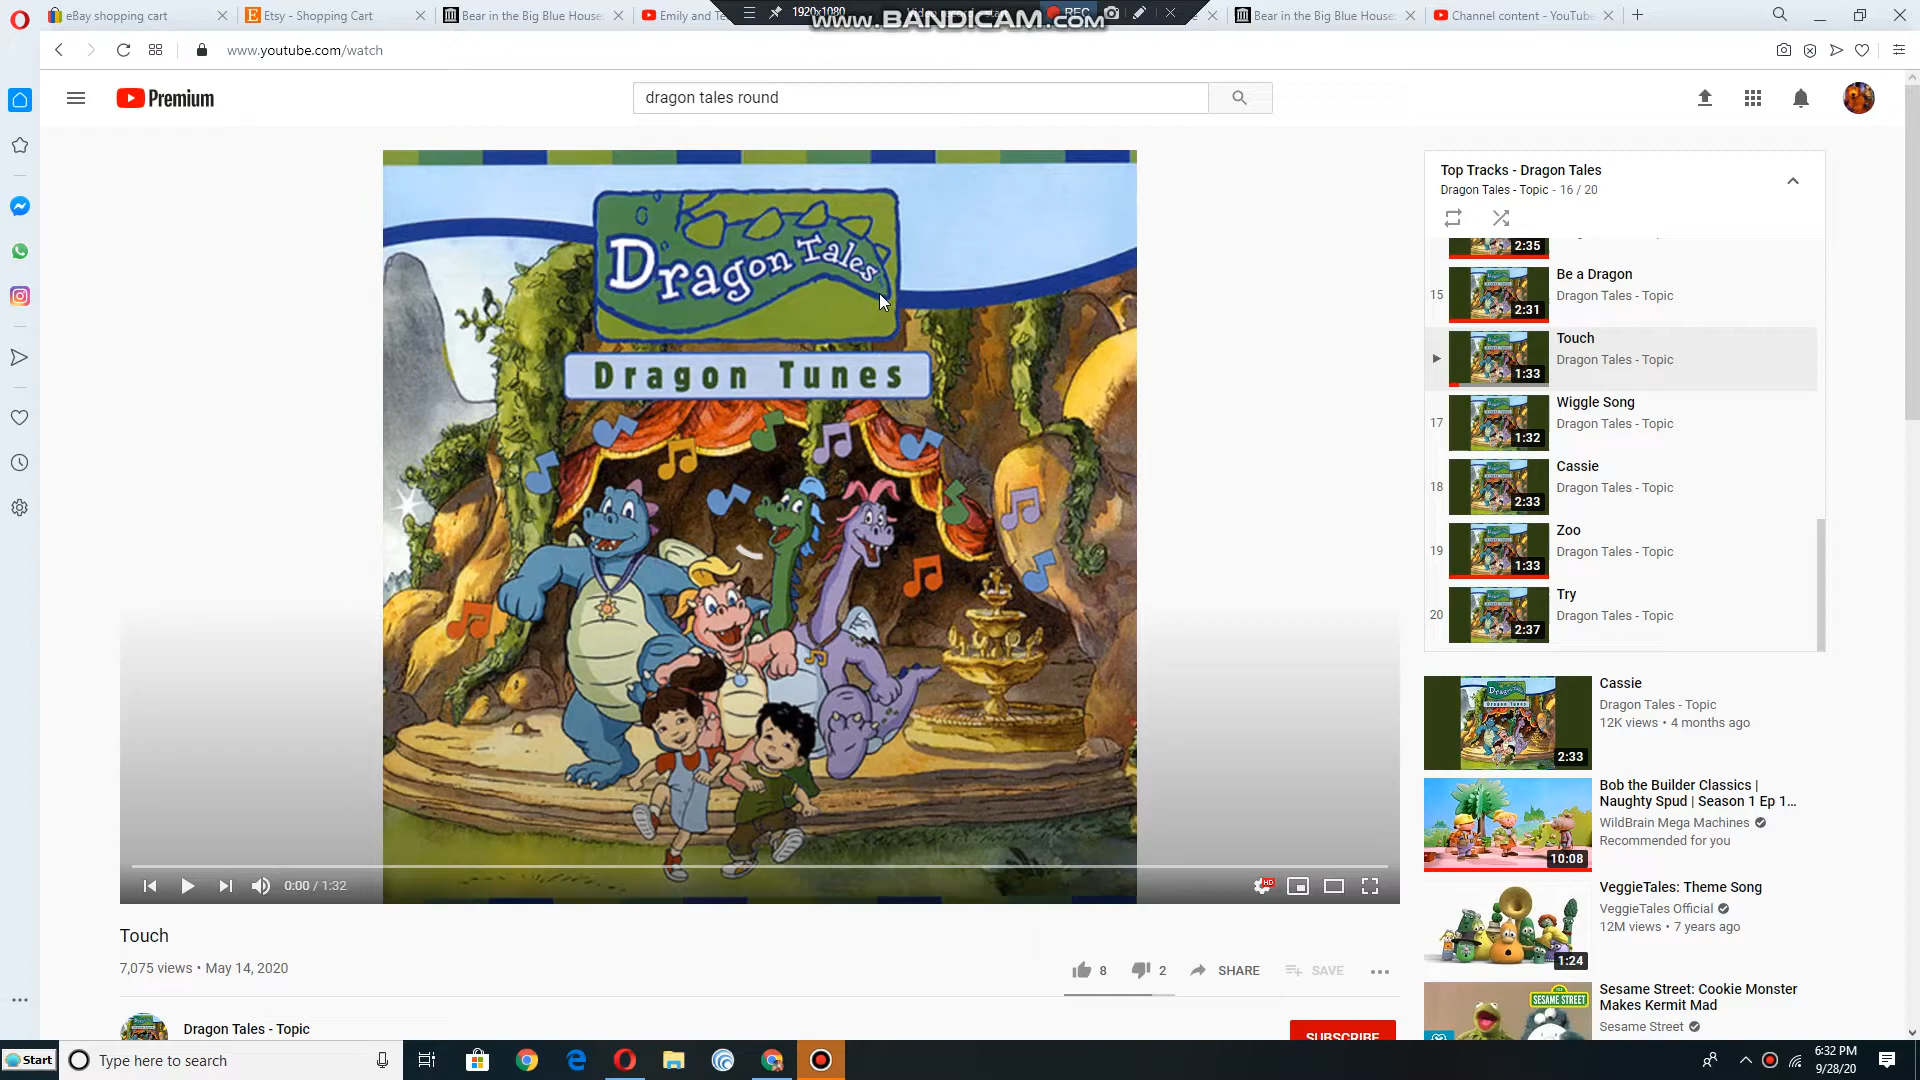 eBay shopping cart
Etsy - Shopping Cart
Bear in the Big Blue House
Emily and Te
1920x1080
REC
www.BANDICAM.com
Bear in the Big Blue House
Channel content - YouTube
www.youtube.com/watch
Premium
dragon tales round
Dragon Tales
Dragon Tunes
Top Tracks - Dragon Tales
Dragon Tales - Topic - 16 / 20
2:35
15
2:31
Be a Dragon
Dragon Tales - Topic
1:33
Touch
Dragon Tales - Topic
17
1:32
Wiggle Song
Dragon Tales - Topic
18
2:33
Cassie
Dragon Tales - Topic
19
1:33
Zoo
Dragon Tales - Topic
20
2:37
Try
Dragon Tales - Topic
Cassie
Dragon Tales - Topic
12K views • 4 months ago
2:33
Bob the Builder Classics |
Naughty Spud | Season 1 Ep 1...
WildBrain Mega Machines
Recommended for you
10:08
VeggieTales: Theme Song
VeggieTales Official
12M views • 7 years ago
1:24
Sesame Street: Cookie Monster
Makes Kermit Mad
Sesame Street
SESAME STREET
0:00 / 1:32
HD
Touch
7,075 views • May 14, 2020
8
2
SHARE
SAVE
Dragon Tales - Topic
SUBSCRIBE
Start
Type here to search
6:32 PM
9/28/20